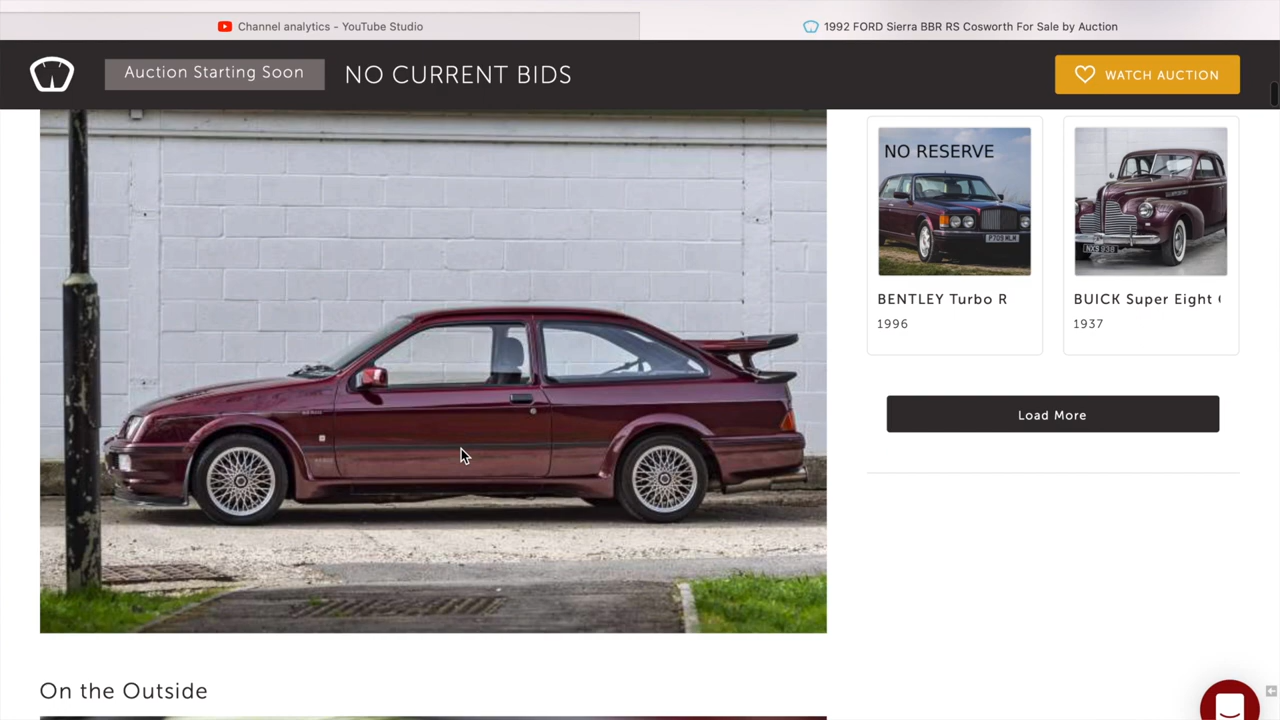 Channel analytics - YouTube Studio
1992 FORD Sierra BBR RS Cosworth For Sale by Auction
Auction Starting Soon
NO CURRENT BIDS
WATCH AUCTION
NO RESERVE
BENTLEY Turbo R
1996
BUICK Super Eight
1937
Load More
On the Outside